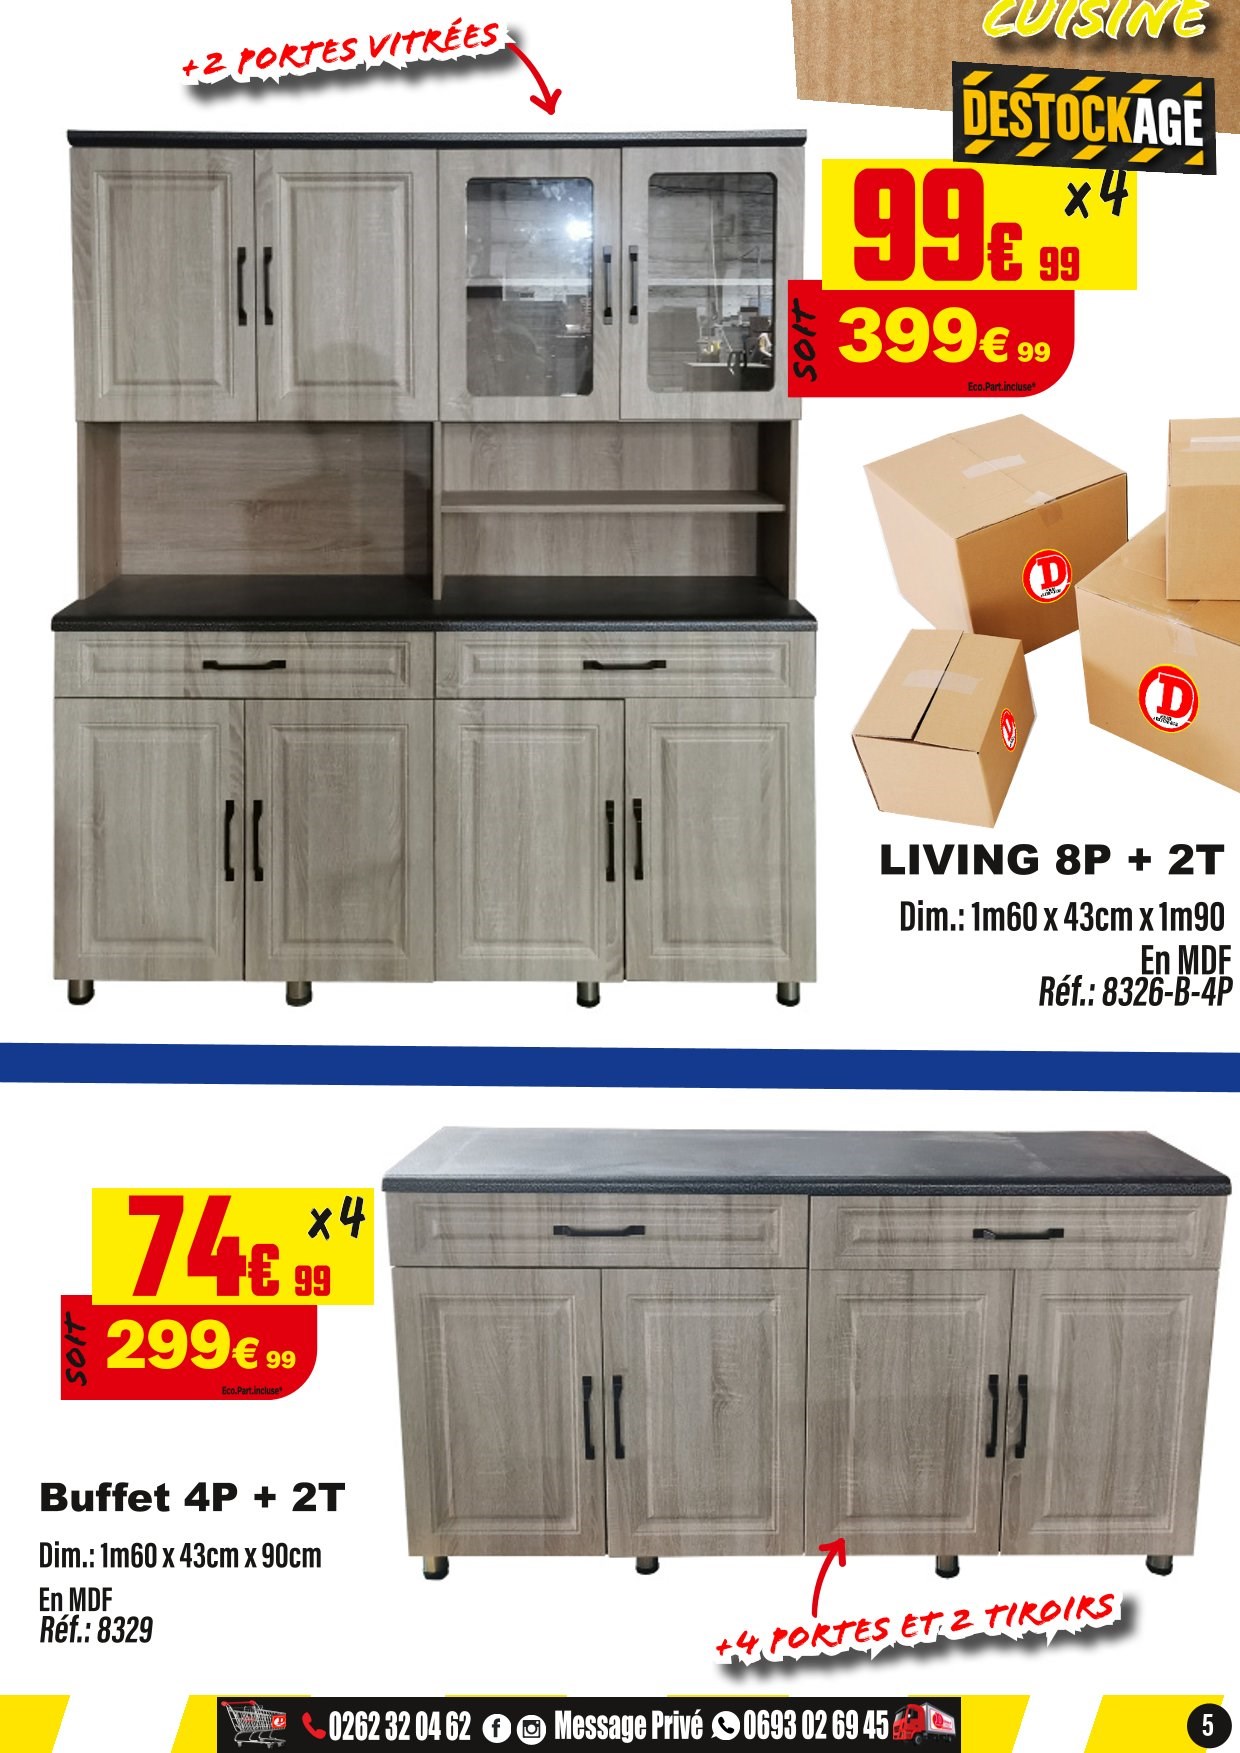 CUISINE
+2 PORTES VITRÉES
DESTOCKAGE
99€99 x4
SOIT 399€99
Eco.Part.incluse*
D
D
D
LIVING 8P + 2T
Dim.: 1m60 x 43cm x 1m90
En MDF
Réf.: 8326-B-4P
74€99 x4
SOIT 299€99
Eco.Part.incluse*
Buffet 4P + 2T
Dim.: 1m60 x 43cm x 90cm
En MDF
Réf.: 8329
+4 PORTES ET 2 TIROIRS
0262 32 04 62 Message Privé 0693 02 69 45
5